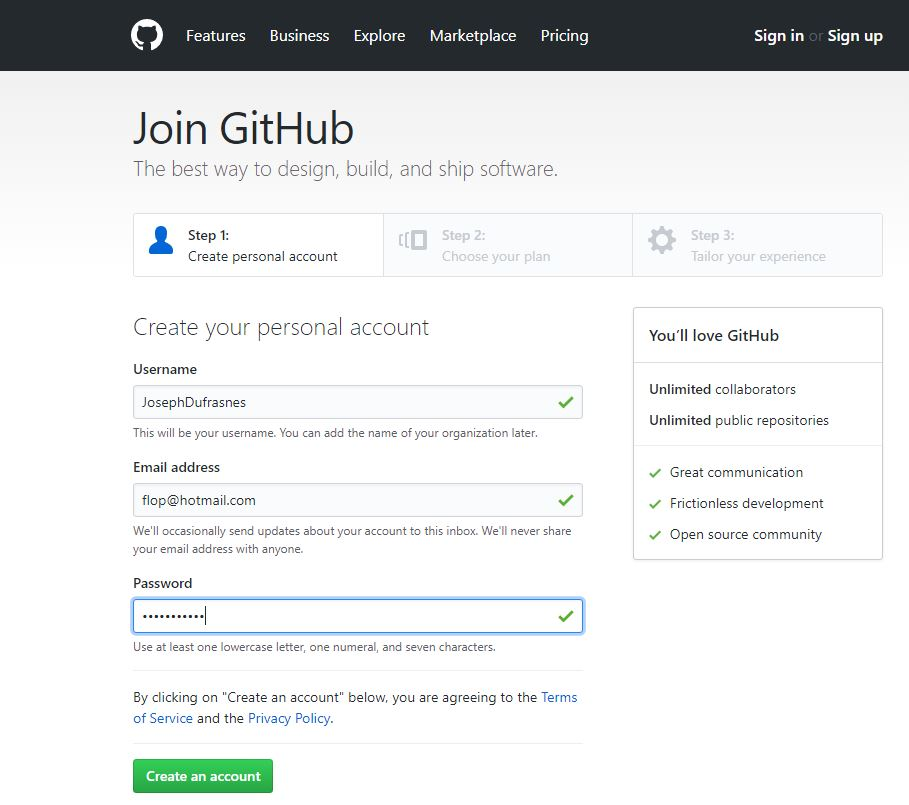 Features Business Explore Marketplace Pricing Sign in or Sign up
Join GitHub
The best way to design, build, and ship software.
Step 1:
Create personal account
Step 2:
Choose your plan
Step 3:
Tailor your experience
Create your personal account
Username
JosephDufrasnes
This will be your username. You can add the name of your organization later.
Email address
flop@hotmail.com
We'll occasionally send updates about your account to this inbox. We'll never share
your email address with anyone.
Password
•••••••••••
Use at least one lowercase letter, one numeral, and seven characters.
By clicking on "Create an account" below, you are agreeing to the Terms
of Service and the Privacy Policy.
Create an account
You’ll love GitHub
Unlimited collaborators
Unlimited public repositories
Great communication
Frictionless development
Open source community